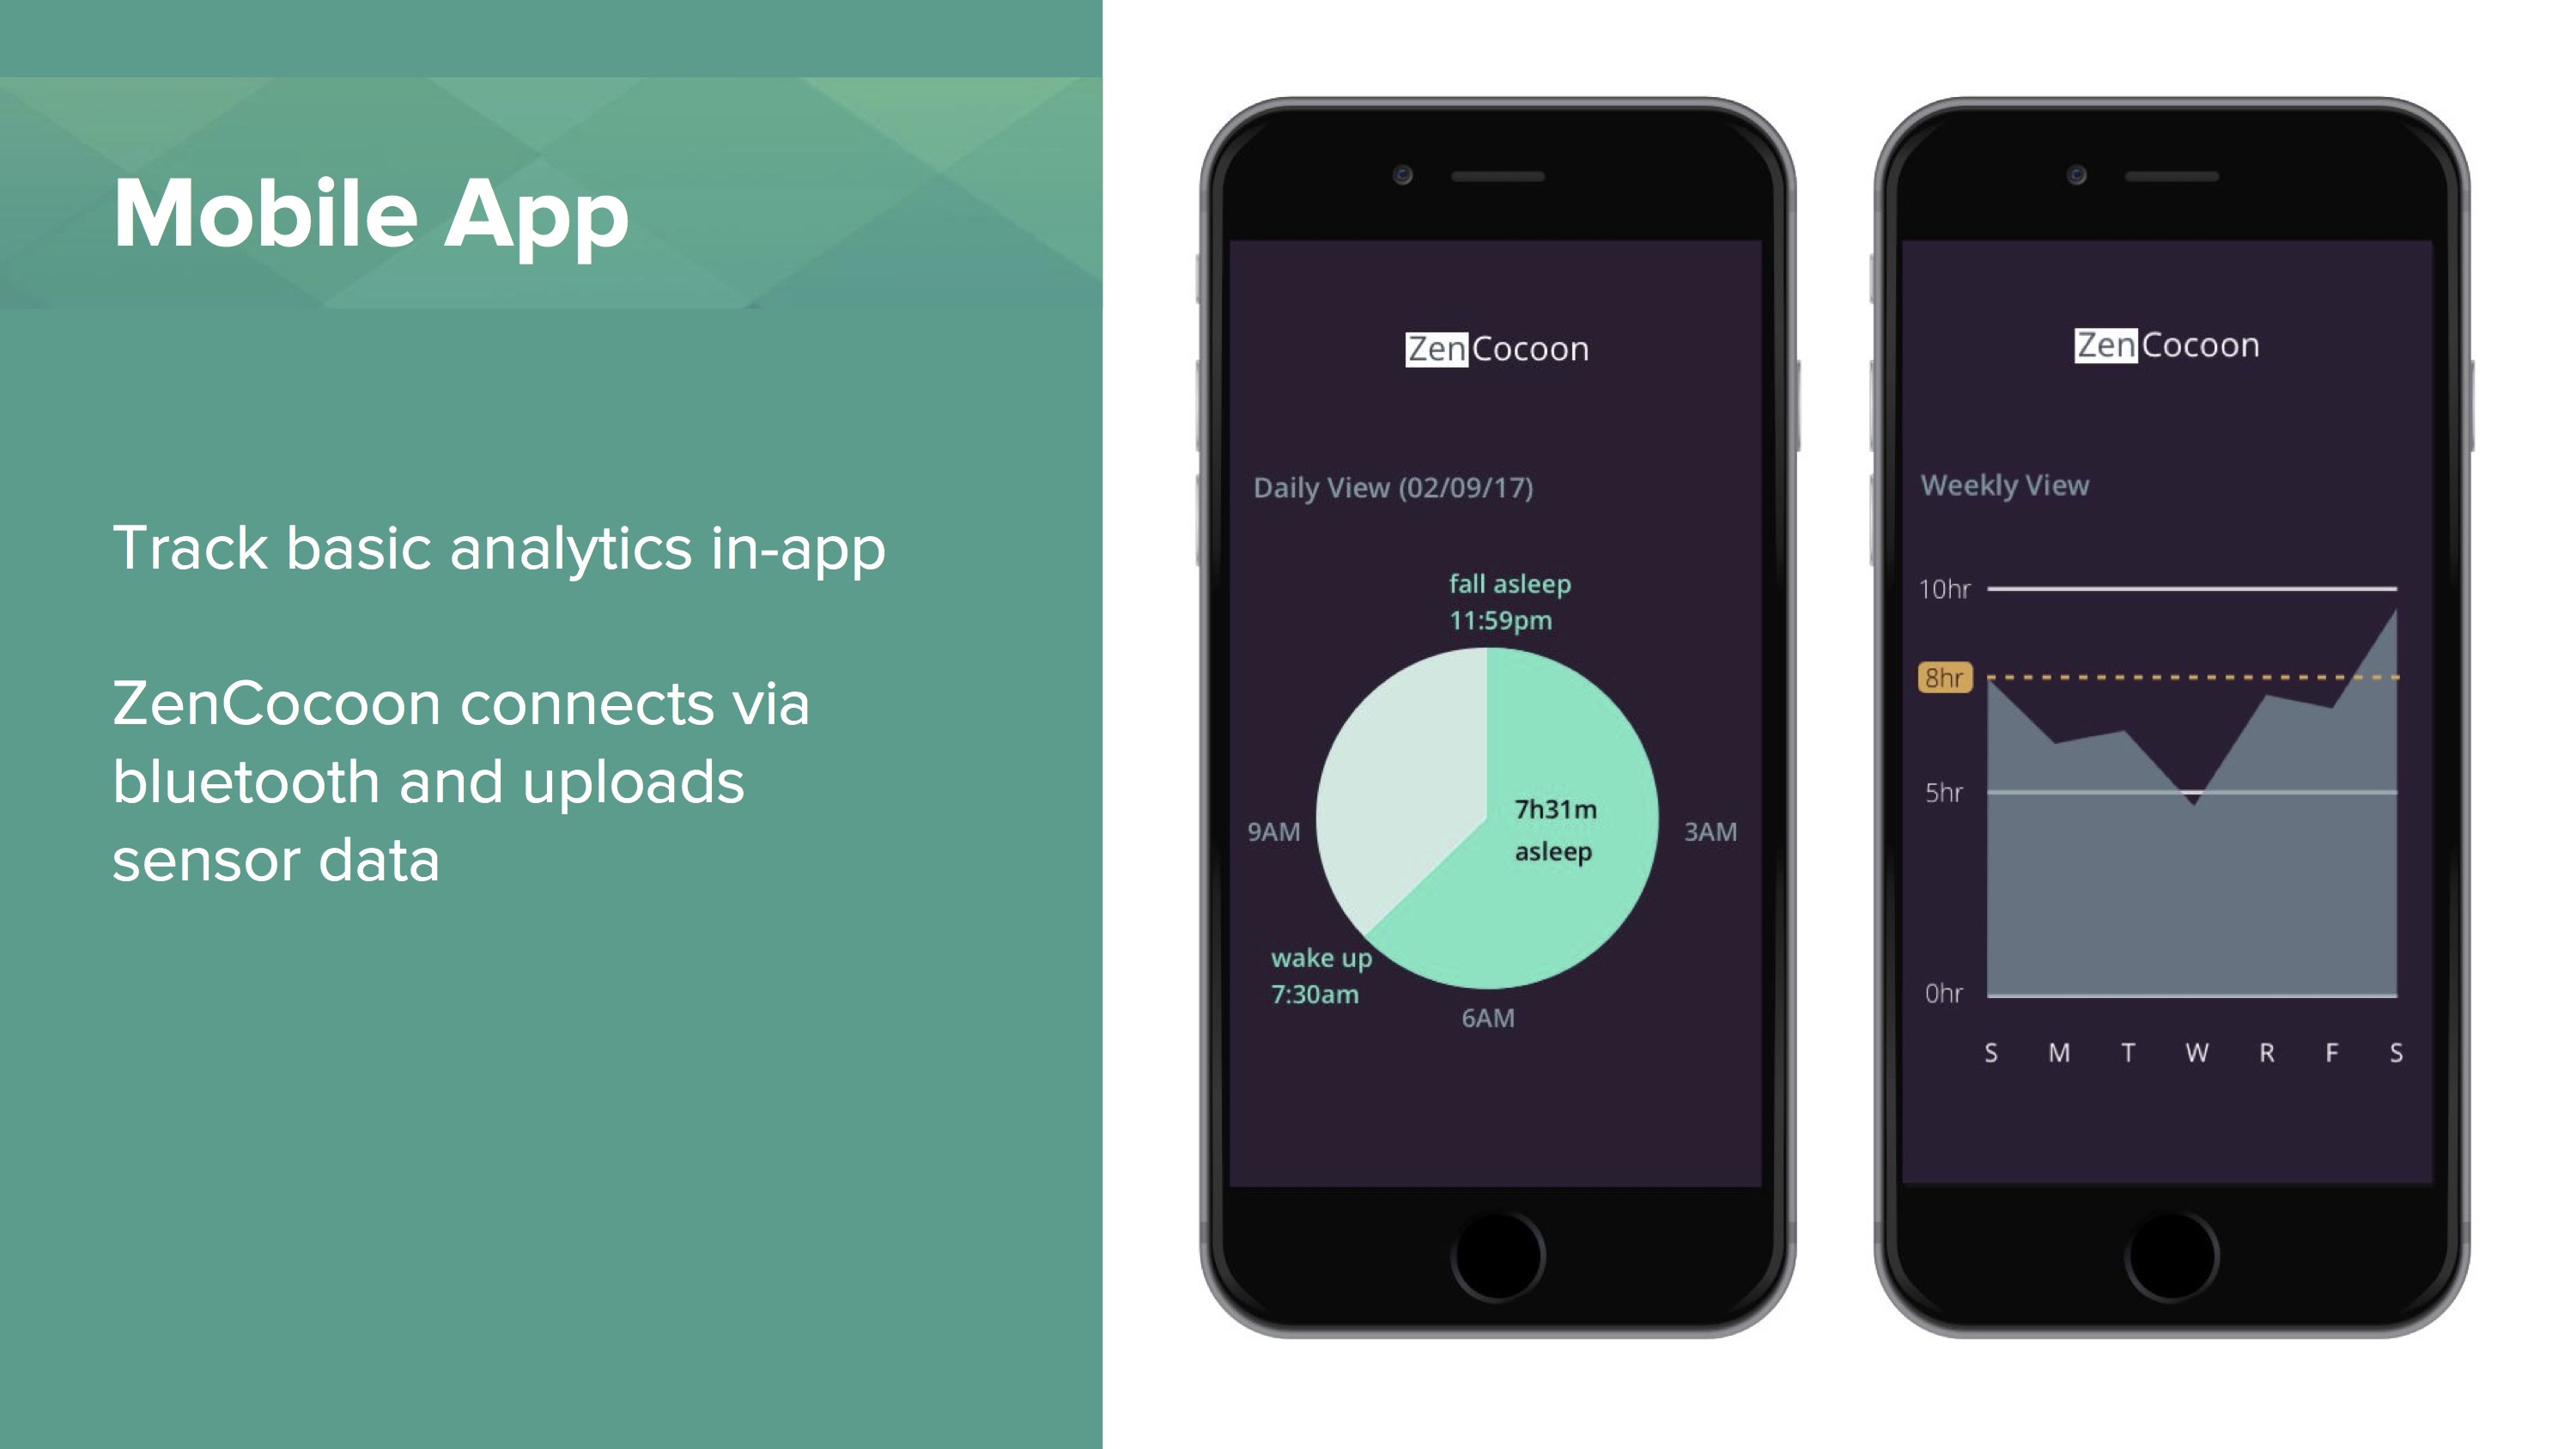 Mobile App
Track basic analytics in-app
ZenCocoon connects via
bluetooth and uploads
sensor data
ZenCocoon
Daily View (02/09/17)
fall asleep
11:59pm
7h31m
asleep
9AM
3AM
wake up
7:30am
6AM
ZenCocoon
Weekly View
10hr
8hr
5hr
0hr
S M T W R F S